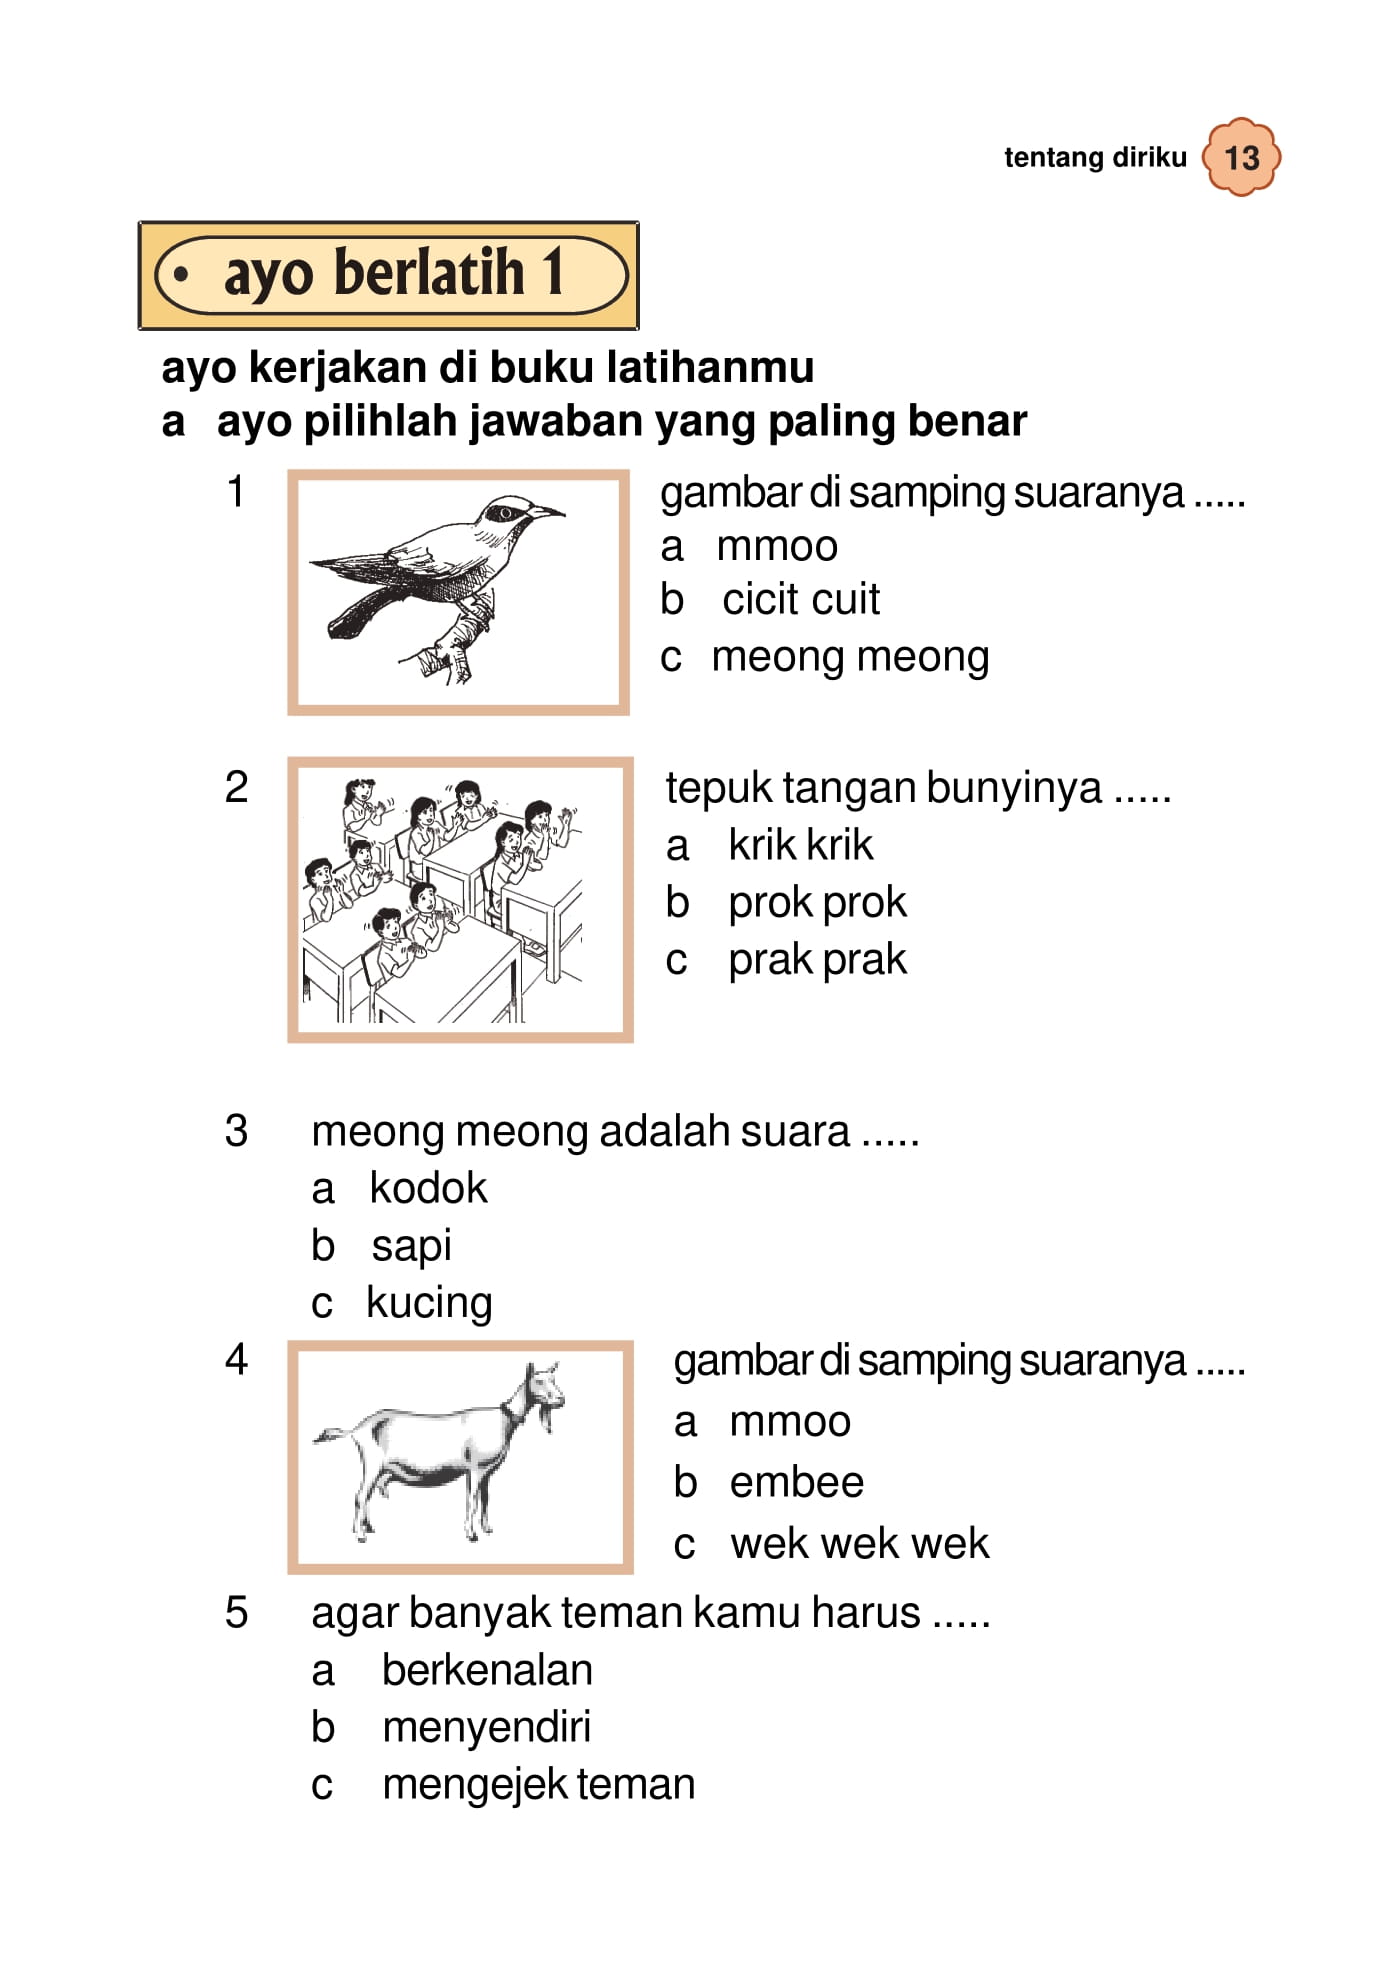 tentang diriku 13
• ayo berlatih 1
ayo kerjakan di buku latihanmu
a ayo pilihlah jawaban yang paling benar
1 gambar di samping suaranya .....
a mmoo
b cicit cuit
c meong meong
2 tepuk tangan bunyinya .....
a krik krik
b prok prok
c prak prak
3 meong meong adalah suara .....
a kodok
b sapi
c kucing
4 gambar di samping suaranya .....
a mmoo
b embee
c wek wek wek
5 agar banyak teman kamu harus .....
a berkenalan
b menyendiri
c mengejek teman